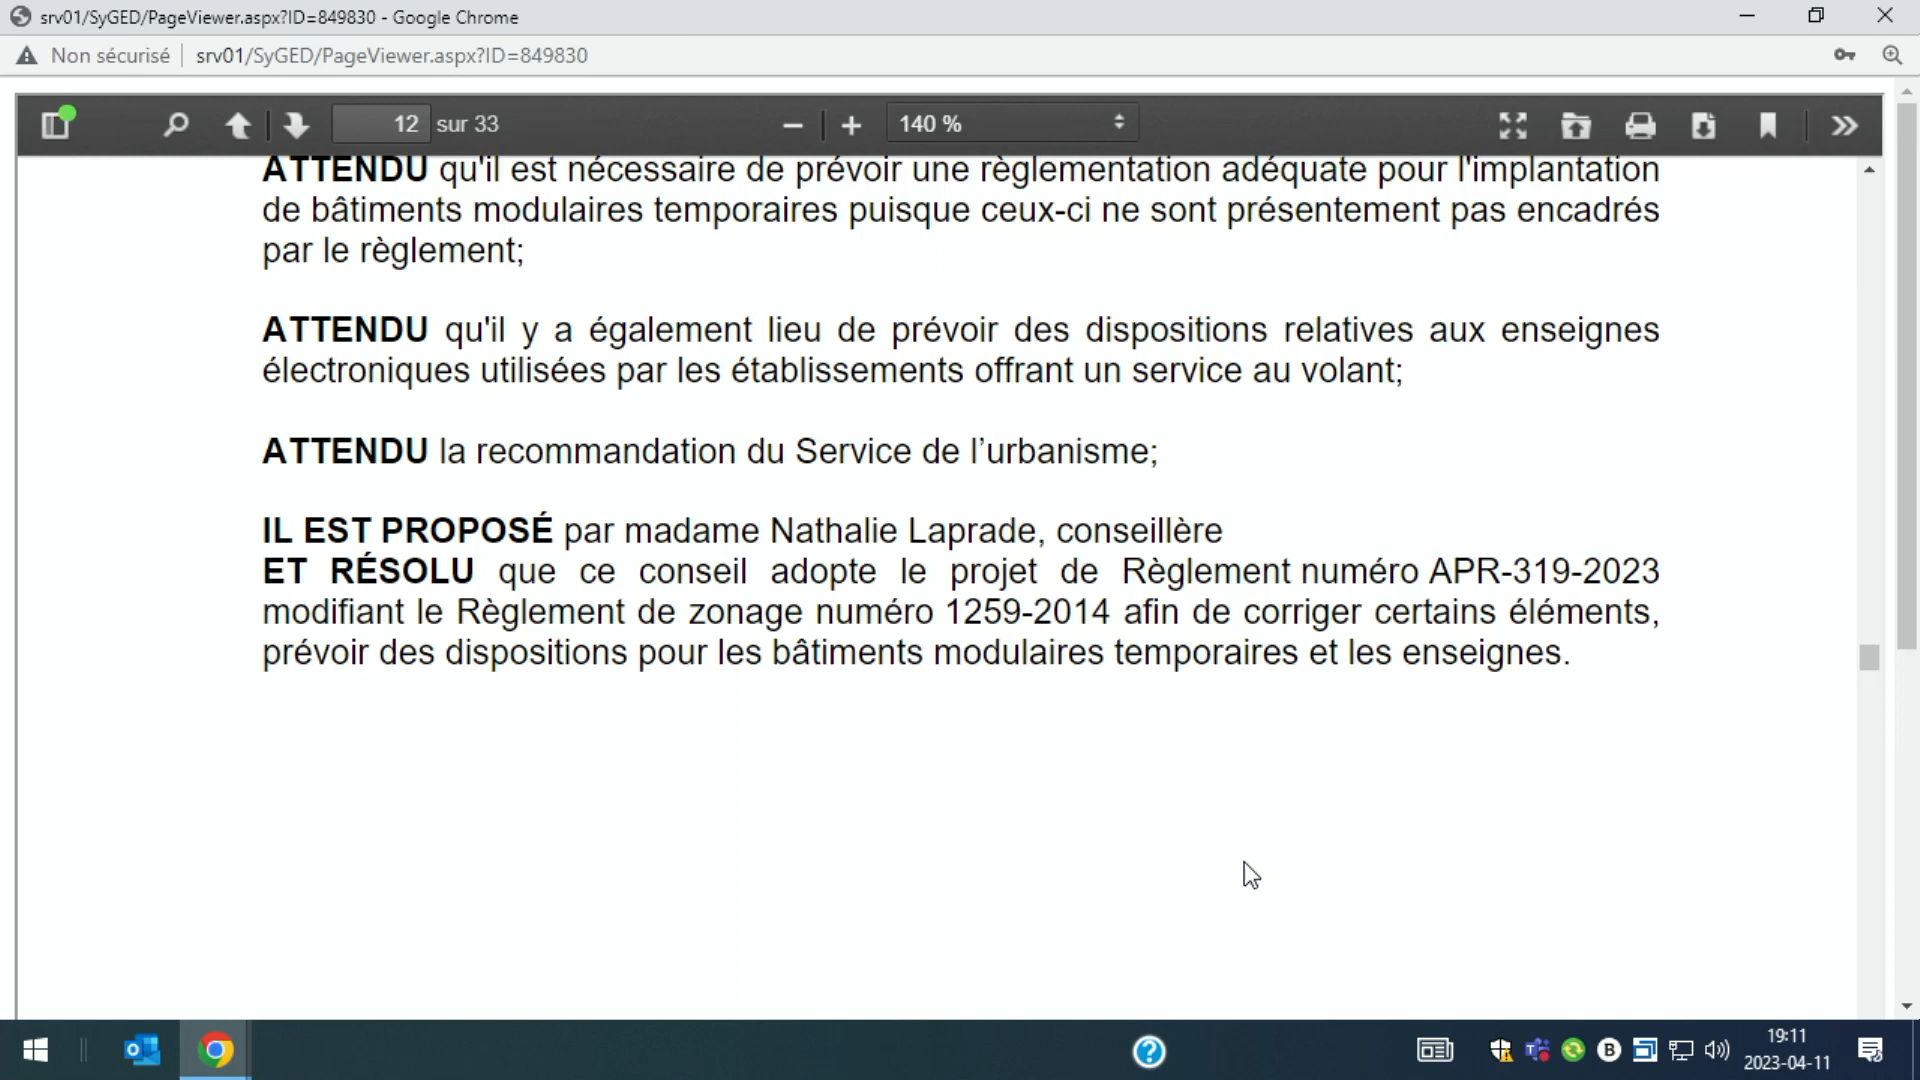 srv01/SyGED/PageViewer.aspx?ID=849830 - Google Chrome
Non sécurisé srv01/SyGED/PageViewer.aspx?ID=849830
12 sur 33 140 %
ATTENDU qu'il est nécessaire de prévoir une règlementation adéquate pour l'implantation
de bâtiments modulaires temporaires puisque ceux-ci ne sont présentement pas encadrés
par le règlement;
ATTENDU qu'il y a également lieu de prévoir des dispositions relatives aux enseignes
électroniques utilisées par les établissements offrant un service au volant;
ATTENDU la recommandation du Service de l’urbanisme;
IL EST PROPOSÉ par madame Nathalie Laprade, conseillère
ET RÉSOLU que ce conseil adopte le projet de Règlement numéro APR-319-2023
modifiant le Règlement de zonage numéro 1259-2014 afin de corriger certains éléments,
prévoir des dispositions pour les bâtiments modulaires temporaires et les enseignes.
19:11
2023-04-11